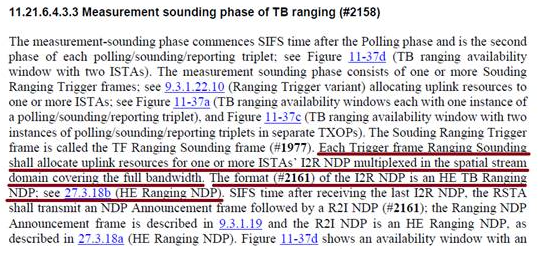 11.21.6.4.3.3 Measurement sounding phase of TB ranging (#2158)
The measurement-sounding phase commences SIFS time after the Polling phase and is the second
phase of each polling/sounding/reporting triplet; see Figure 11-37d (TB ranging availability
window with two ISTAs). The measurement sounding phase consists of one or more Souding
Ranging Trigger frames; see 9.3.1.22.10 (Ranging Trigger variant) allocating uplink resources to
one or more ISTAs; see Figure 11-37a (TB ranging availability windows each with one instance of
a polling/sounding/reporting triplet), and Figure 11-37c (TB ranging availability window with two
instances of polling/sounding/reporting triplets in separate TXOPs). The Souding Ranging Trigger
frame is called the TF Ranging Sounding frame (#1977). Each Trigger frame Ranging Sounding
shall allocate uplink resources for one or more ISTAs' I2R NDP multiplexed in the spatial stream
domain covering the full bandwidth. The format (#2161) of the I2R NDP is an HE TB Ranging
NDP; see 27.3.18b (HE Ranging NDP). SIFS time after receiving the last I2R NDP, the RSTA
shall transmit an NDP Announcement frame followed by a R2I NDP (#2161); the Ranging NDP
Announcement frame is described in 9.3.1.19 and the R2I NDP is an HE Ranging NDP, as
described in 27.3.18a (HE Ranging NDP). Figure 11-37d shows an availability window with an